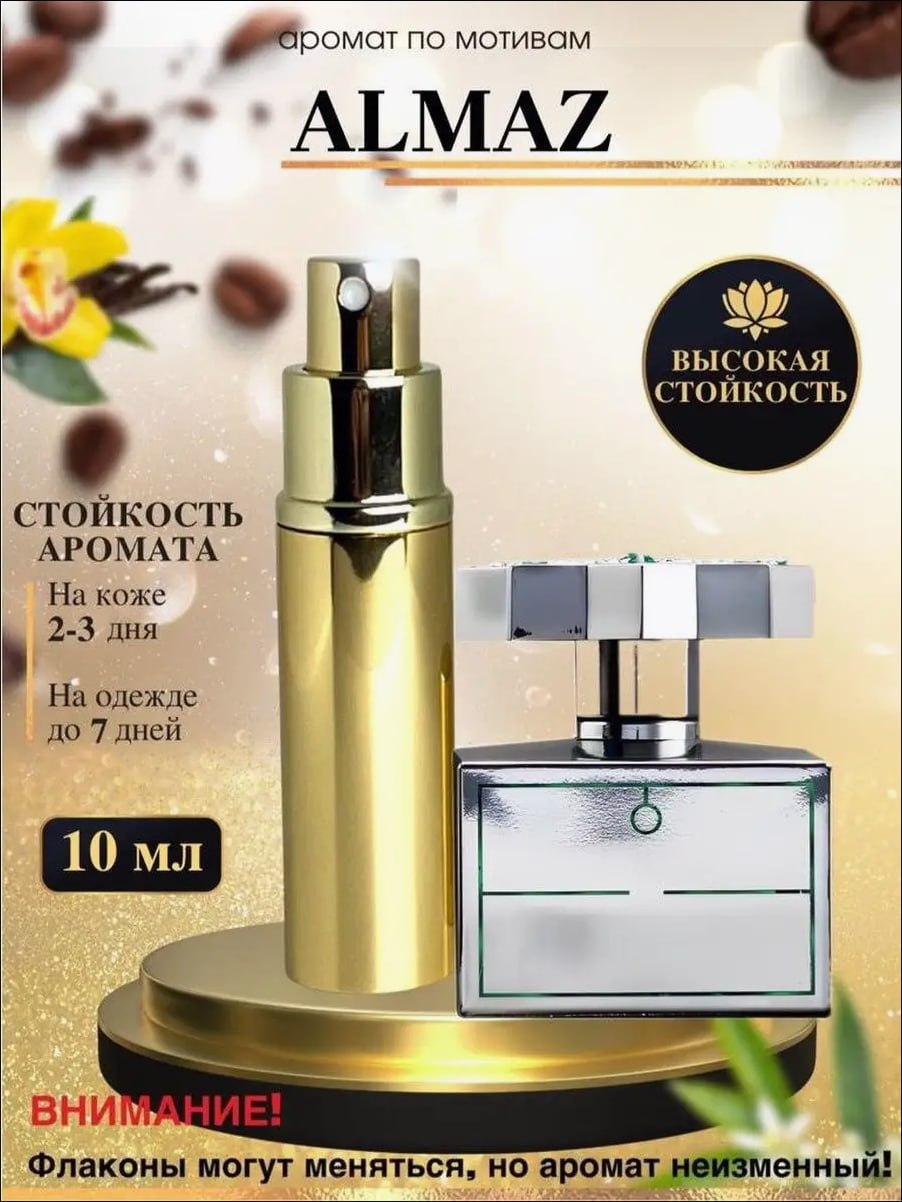 аромат по мотивам
ALMAZ
ВЫСОКАЯ
СТОЙКОСТЬ
СТОЙКОСТЬ
АРОМАТА
На коже
2-3 дня
На одежде
до 7 дней
10 мл
ВНИМАНИЕ!
Флаконы могут меняться, но аромат неизменный!